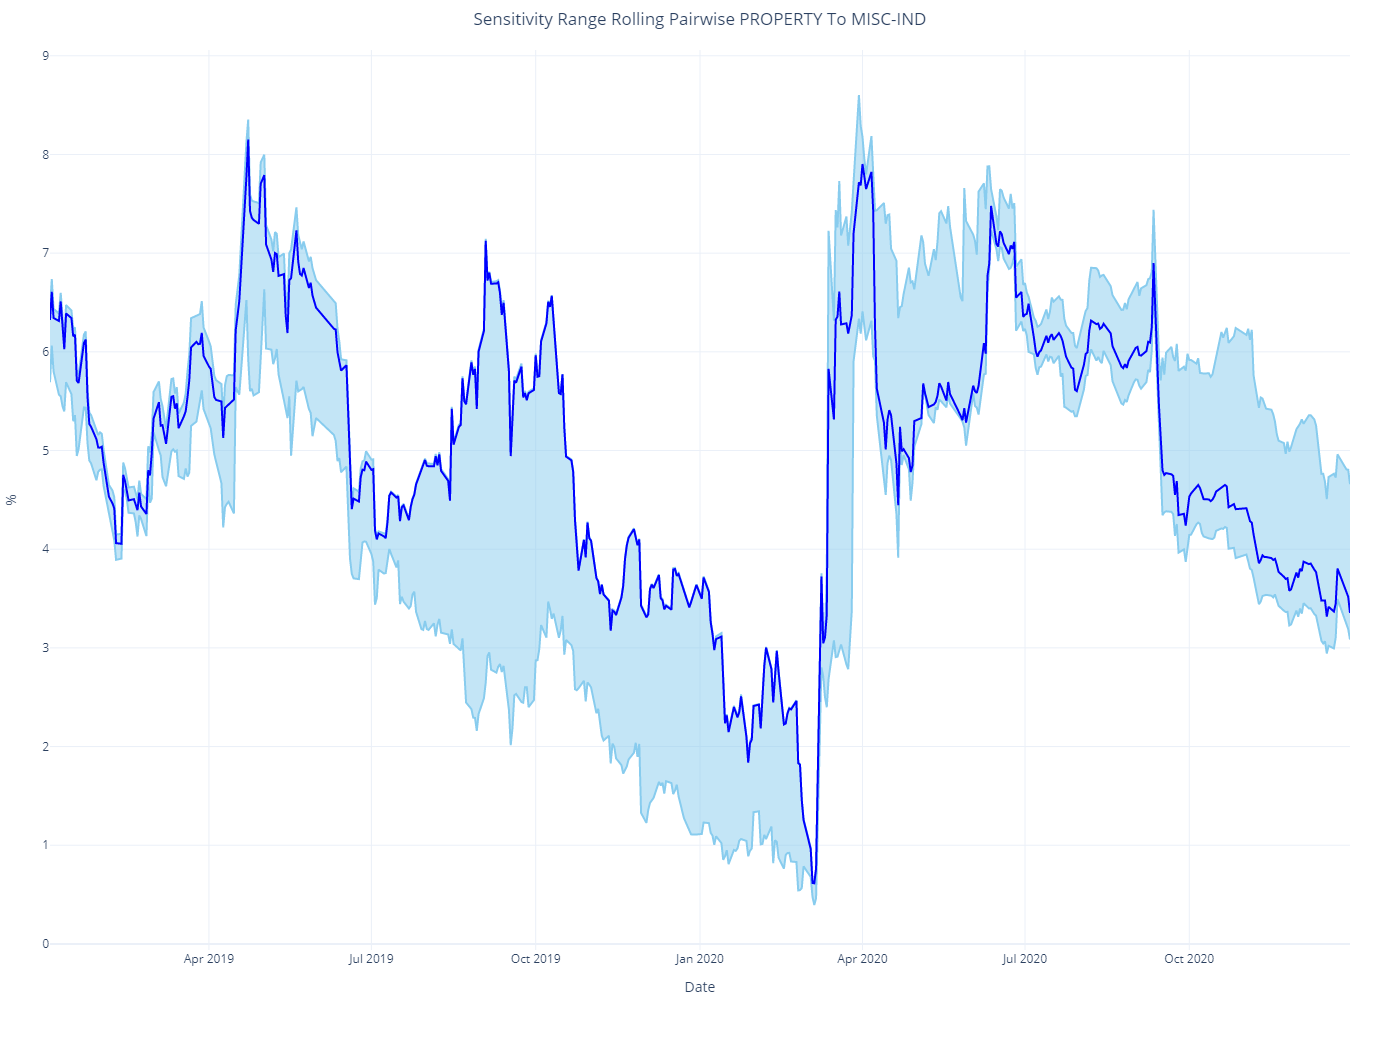 Sensitivity Range Rolling Pairwise PROPERTY To MISC-IND
9
8
7
6
5
4
3
2
1
0
%
Apr 2019
Jul 2019
Oct 2019
Jan 2020
Apr 2020
Jul 2020
Oct 2020
Date